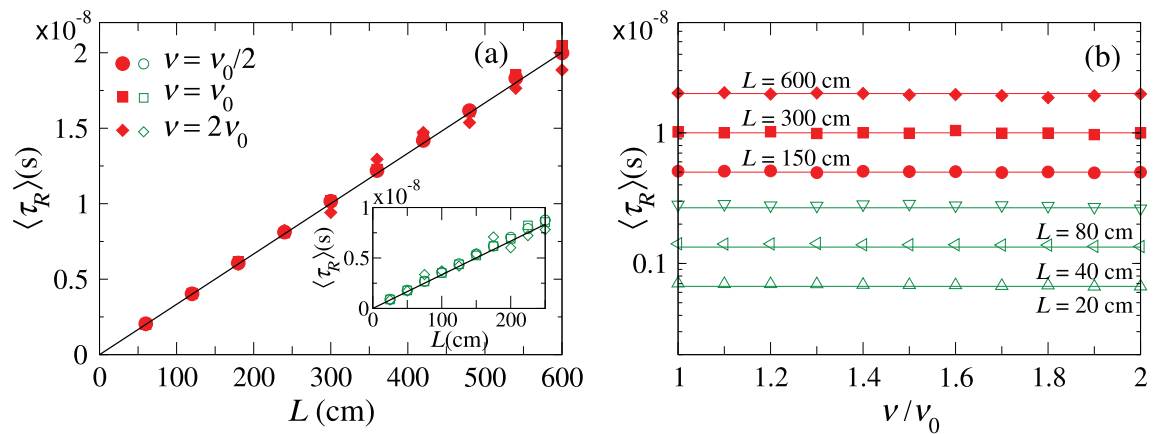 ×10⁻⁸
(a)
2
1.5
1
0.5
0
⟨τ_R⟩(s)
ν = ν₀/2
ν = ν₀
ν = 2ν₀
0 100 200 300 400 500 600
L (cm)
×10⁻⁸
1
0.5
0
⟨τ_R⟩(s)
0 100 200
L(cm)
×10⁻⁸
(b)
1
0.1
⟨τ_R⟩(s)
L = 600 cm
L = 300 cm
L = 150 cm
L = 80 cm
L = 40 cm
L = 20 cm
1 1.2 1.4 1.6 1.8 2
ν/ν₀